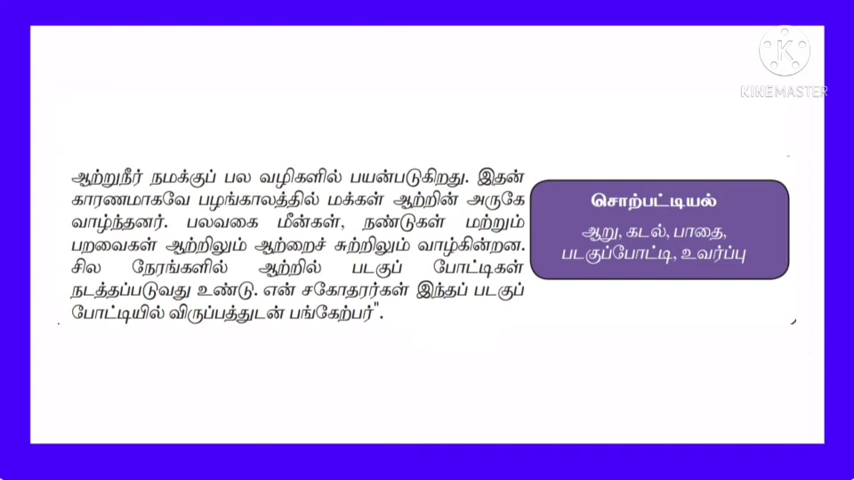 K
KINEMASTER
ஆற்றுநீர் நமக்குப் பல வழிகளில் பயன்படுகிறது. இதன்
காரணமாகவே பழங்காலத்தில் மக்கள் ஆற்றின் அருகே
வாழ்ந்தனர். பலவகை மீன்கள், நண்டுகள் மற்றும்
பறவைகள் ஆற்றிலும் ஆற்றைச் சுற்றிலும் வாழ்கின்றன.
சில நேரங்களில் ஆற்றில் படகுப் போட்டிகள்
நடத்தப்படுவது உண்டு. என் சகோதரர்கள் இந்தப் படகுப்
போட்டியில் விருப்பத்துடன் பங்கேற்பர்".
சொற்பட்டியல்
ஆறு, கடல், பாதை,
படகுப்போட்டி, உவர்ப்பு